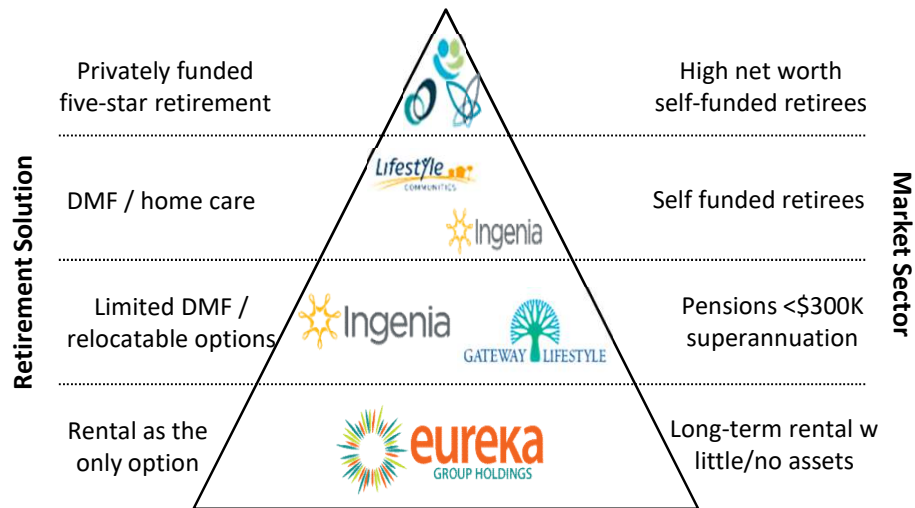 Privately funded
five-star retirement
High net worth
self-funded retirees
Lifestyle
COMMUNITIES
DMF / home care
Self funded retirees
Ingenia
Limited DMF /
relocatable options
Ingenia
GATEWAY LIFESTYLE
Pensions <$300K
superannuation
Rental as the
only option
eureka
GROUP HOLDINGS
Long-term rental w
little/no assets
Retirement Solution
Market Sector